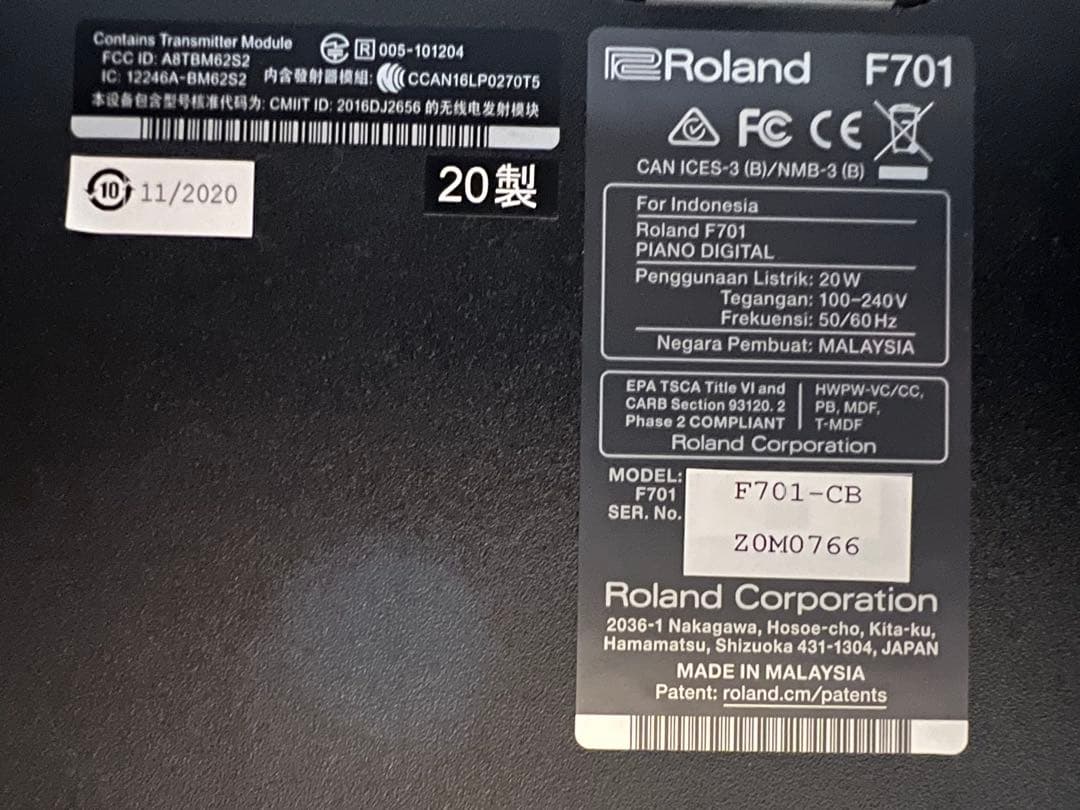 Contains Transmitter Module
FCC ID: A8TBM62S2
R 005-101204
IC: 12246A-BM62S2 內含發射器模組: CCAN16LP0270T5
本设备包含型号核准代码为: CMIIT ID: 2016DJ2656 的无线电发射模块
10 11/2020
20製
Roland F701
FC CE
CAN ICES-3 (B)/NMB-3 (B)
For Indonesia
Roland F701
PIANO DIGITAL
Penggunaan Listrik: 20W
Tegangan: 100-240V
Frekuensi: 50/60Hz
Negara Pembuat: MALAYSIA
EPA TSCA Title VI and
CARB Section 93120. 2
Phase 2 COMPLIANT
HWPW-VC/CC,
PB, MDF,
T-MDF
Roland Corporation
MODEL:
F701
SER. No.
F701-CB
Z0M0766
Roland Corporation
2036-1 Nakagawa, Hosoe-cho, Kita-ku,
Hamamatsu, Shizuoka 431-1304, JAPAN
MADE IN MALAYSIA
Patent: roland.cm/patents